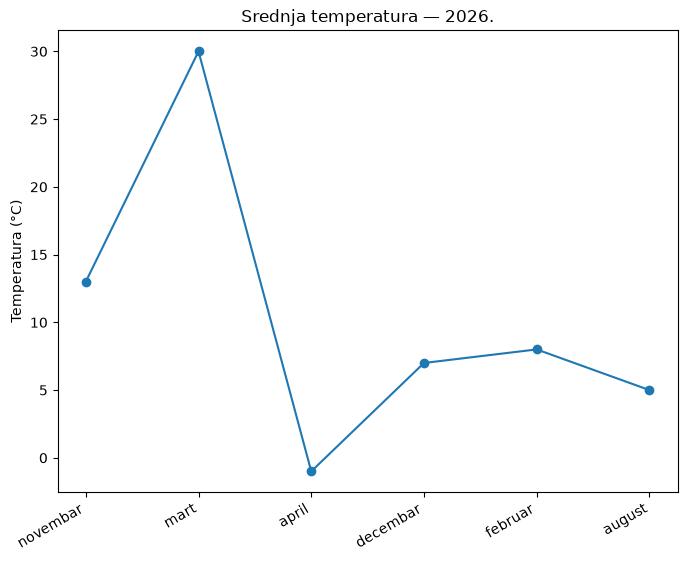 Srednja temperatura — 2026.
Temperatura (°C)
30
25
20
15
10
5
0
novembar
mart
april
decembar
februar
august